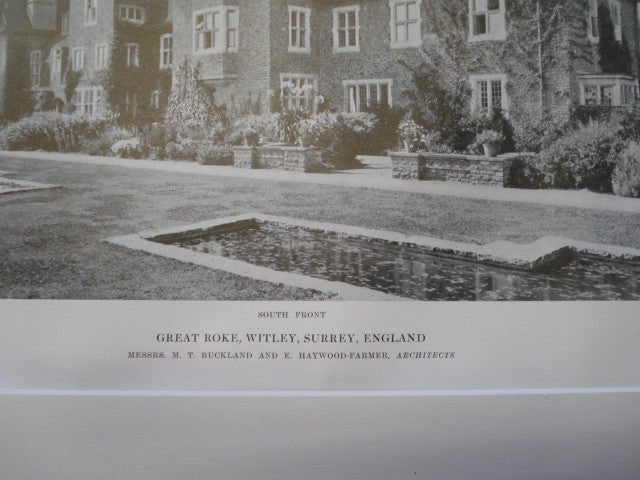 SOUTH FRONT
GREAT ROKE, WITLEY, SURREY, ENGLAND
MESSRS. M. T. BUCKLAND AND E. HAYWOOD-FARMER, ARCHITECTS